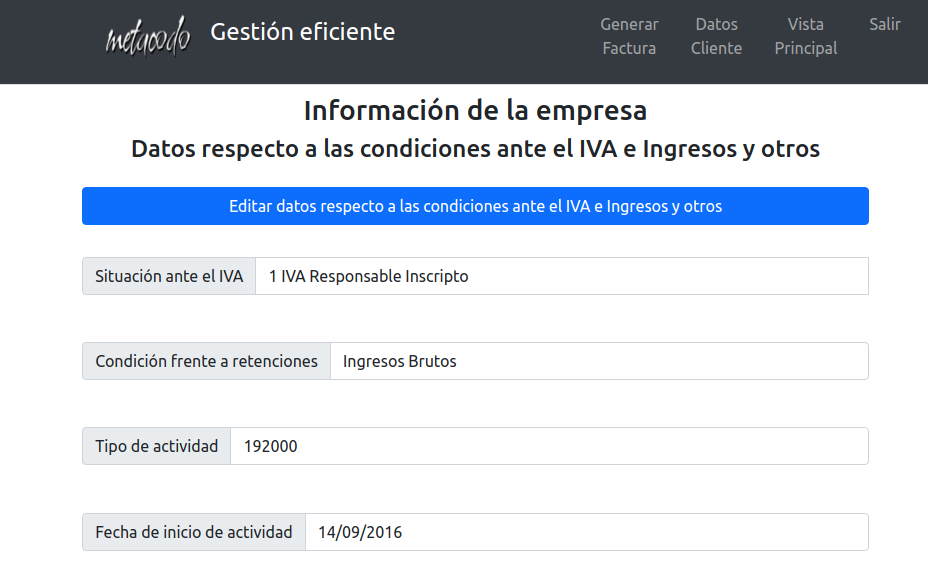 metacodo Gestión eficiente
Generar Factura
Datos Cliente
Vista Principal
Salir
Información de la empresa
Datos respecto a las condiciones ante el IVA e Ingresos y otros
Editar datos respecto a las condiciones ante el IVA e Ingresos y otros
Situación ante el IVA 1 IVA Responsable Inscripto
Condición frente a retenciones Ingresos Brutos
Tipo de actividad 192000
Fecha de inicio de actividad 14/09/2016